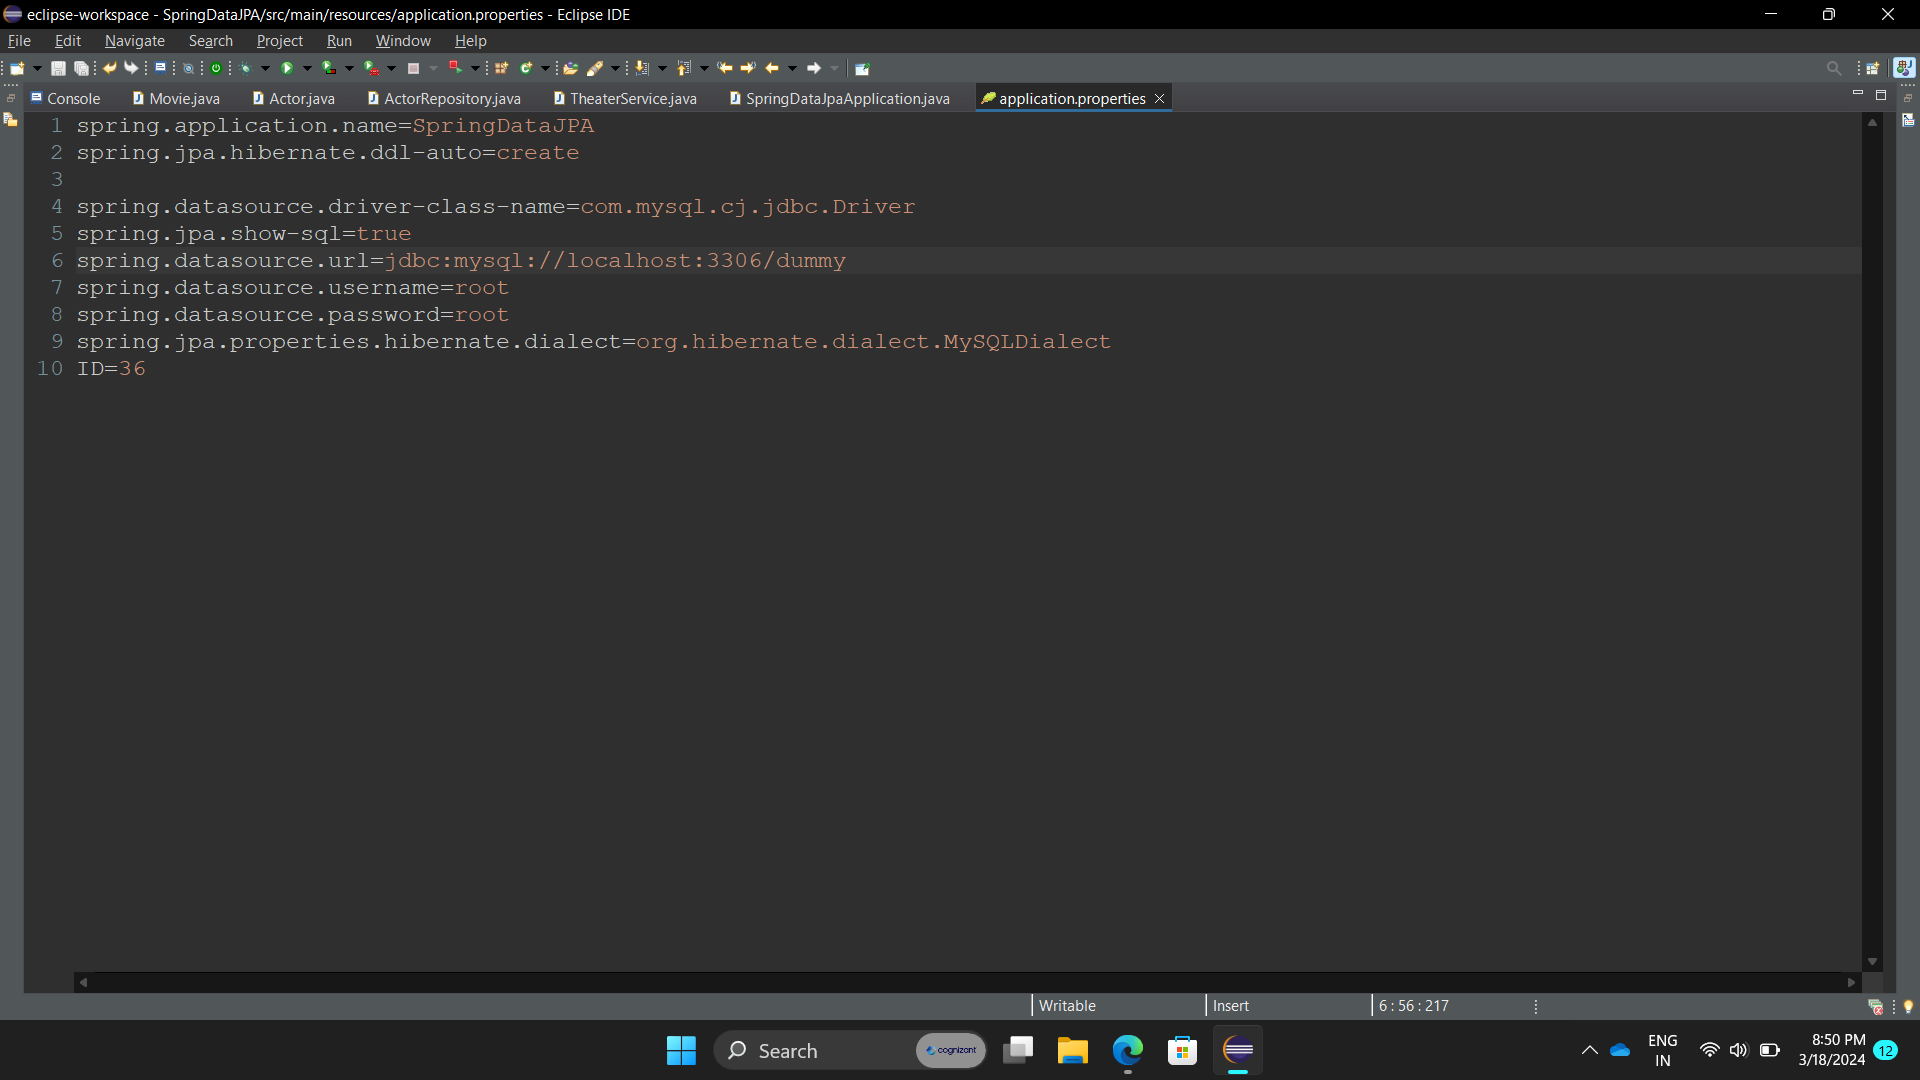 eclipse-workspace - SpringDataJPA/src/main/resources/application.properties - Eclipse IDE
File Edit Navigate Search Project Run Window Help
Console Movie.java Actor.java ActorRepository.java TheaterService.java SpringDataJpaApplication.java application.properties
1 spring.application.name=SpringDataJPA
2 spring.jpa.hibernate.ddl-auto=create
3
4 spring.datasource.driver-class-name=com.mysql.cj.jdbc.Driver
5 spring.jpa.show-sql=true
6 spring.datasource.url=jdbc:mysql://localhost:3306/dummy
7 spring.datasource.username=root
8 spring.datasource.password=root
9 spring.jpa.properties.hibernate.dialect=org.hibernate.dialect.MySQLDialect
10 ID=36
Writable Insert 6 : 56 : 217
Search cognizant ENG 8:50 PM
IN 3/18/2024 12